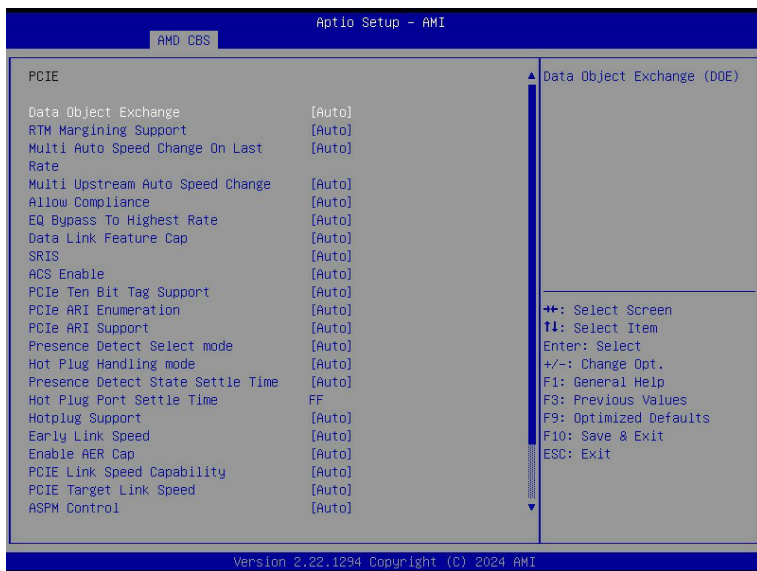 Aptio Setup - AMI
AMD CBS
PCIE
Data Object Exchange [Auto]
RTM Margining Support [Auto]
Multi Auto Speed Change On Last [Auto]
Rate
Multi Upstream Auto Speed Change [Auto]
Allow Compliance [Auto]
EQ Bypass To Highest Rate [Auto]
Data Link Feature Cap [Auto]
SRIS [Auto]
ACS Enable [Auto]
PCIe Ten Bit Tag Support [Auto]
PCIe ARI Enumeration [Auto]
PCIe ARI Support [Auto]
Presence Detect Select mode [Auto]
Hot Plug Handling mode [Auto]
Presence Detect State Settle Time [Auto]
Hot Plug Port Settle Time FF
Hotplug Support [Auto]
Early Link Speed [Auto]
Enable AER Cap [Auto]
PCIE Link Speed Capability [Auto]
PCIE Target Link Speed [Auto]
ASPM Control [Auto]
Data Object Exchange (DOE)
→←: Select Screen
↑↓: Select Item
Enter: Select
+/-: Change Opt.
F1: General Help
F3: Previous Values
F9: Optimized Defaults
F10: Save & Exit
ESC: Exit
Version 2.22.1294 Copyright (C) 2024 AMI